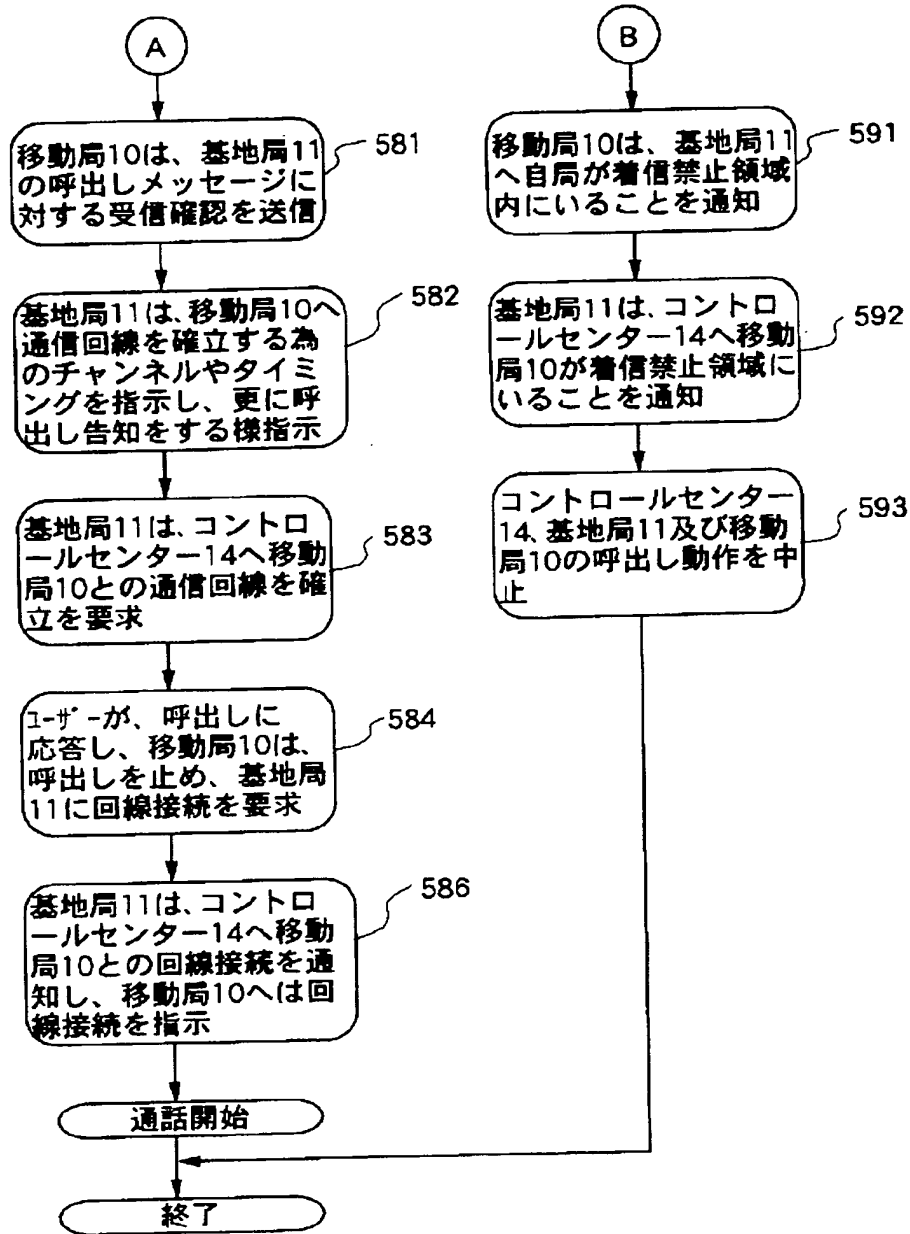 A
移動局10は、基地局11
の呼出しメッセージに
対する受信確認を送信
581
基地局11は、移動局10へ
通信回線を確立する為
のチャンネルやタイミ
ングを指示し、更に呼
出し告知をする様指示
582
基地局11は、コントロ
ールセンター14へ移動
局10との通信回線を確
立を要求
583
ユーザーが、呼出しに
応答し、移動局10は、
呼出しを止め、基地局
11に回線接続を要求
584
基地局11は、コントロ
ールセンター14へ移動
局10との回線接続を通
知し、移動局10へは回
線接続を指示
586
通話開始
終了
B
移動局10は、基地局11
へ自局が着信禁止領域
内にいることを通知
591
基地局11は、コントロ
ールセンター14へ移動
局10が着信禁止領域に
いることを通知
592
コントロールセンター
14、基地局11及び移動
局10の呼出し動作を中
止
593